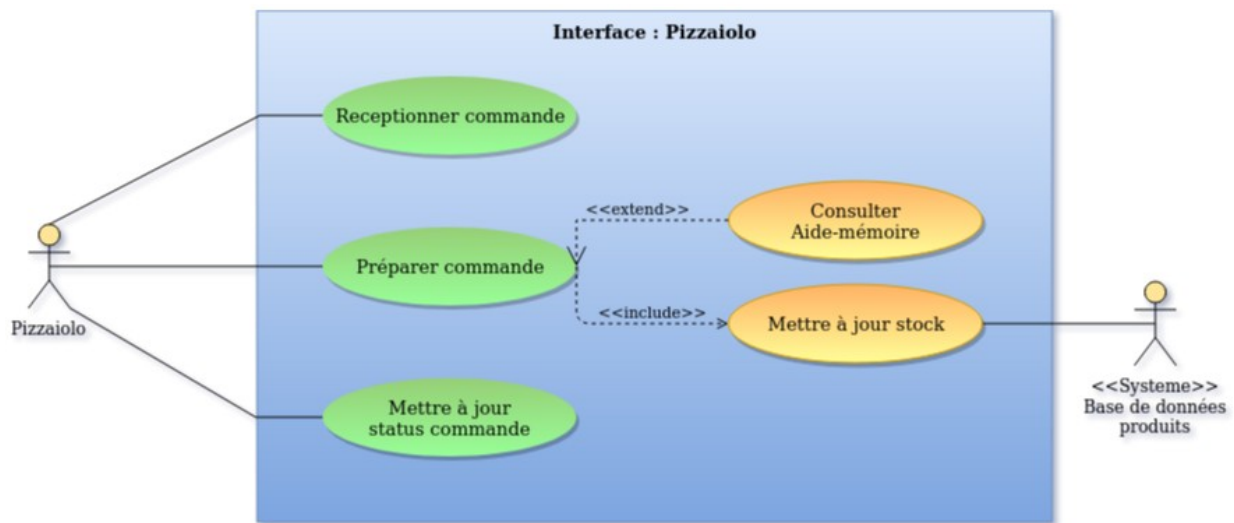 Interface : Pizzaiolo
Receptionner commande
<<extend>>
Consulter
Aide-mémoire
Préparer commande
<<include>>
Mettre à jour stock
Pizzaiolo
<<Systeme>>
Base de données
produits
Mettre à jour
status commande